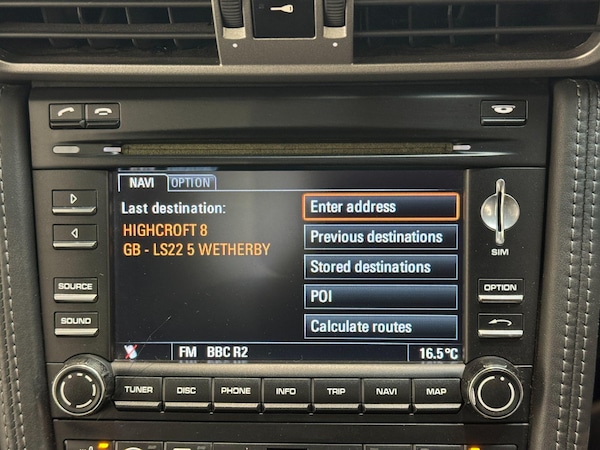 NAVI OPTION
Last destination:
HIGHCROFT 8
GB - LS22 5 WETHERBY
Enter address
Previous destinations
Stored destinations
POI
Calculate routes
FM BBC R2 16.5°C
SOURCE
SOUND
SIM
OPTION
TUNER DISC PHONE INFO TRIP NAVI MAP